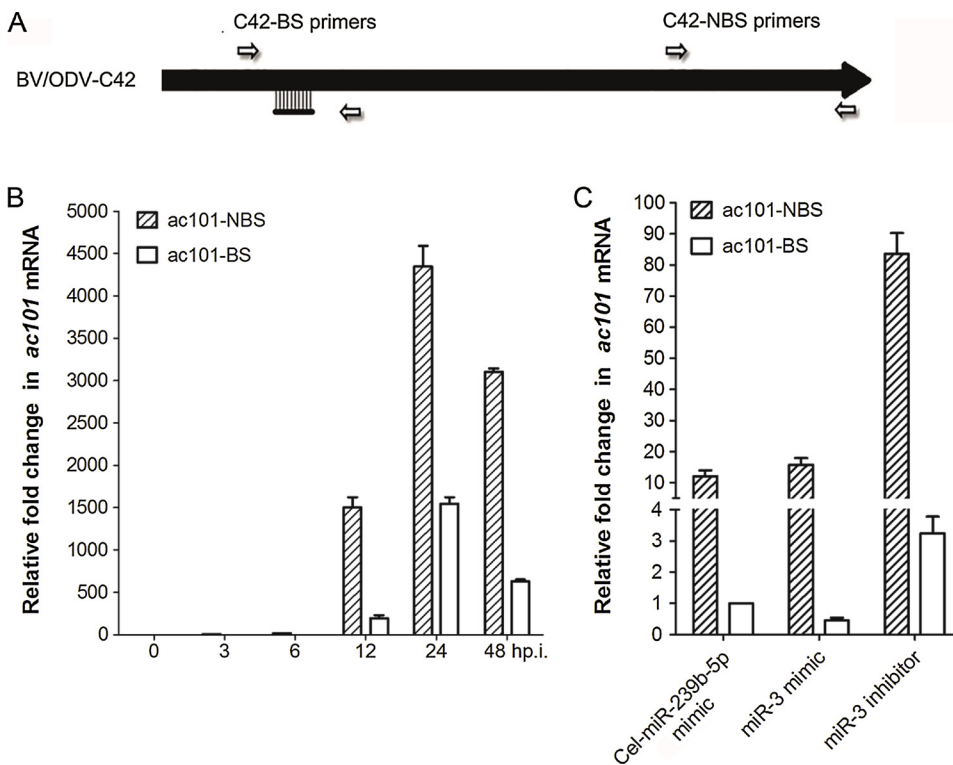 A
C42-BS primers
C42-NBS primers
BV/ODV-C42
B
Relative fold change in ac101 mRNA
5000
4500
4000
3500
3000
2500
2000
1500
1000
500
0
ac101-NBS
ac101-BS
0 3 6 12 24 48 hp.i.
C
Relative fold change in ac101 mRNA
100
90
80
70
60
50
40
30
20
10
4
3
2
1
0
ac101-NBS
ac101-BS
Cel-miR-239b-5p
mimic
miR-3 mimic
miR-3 inhibitor